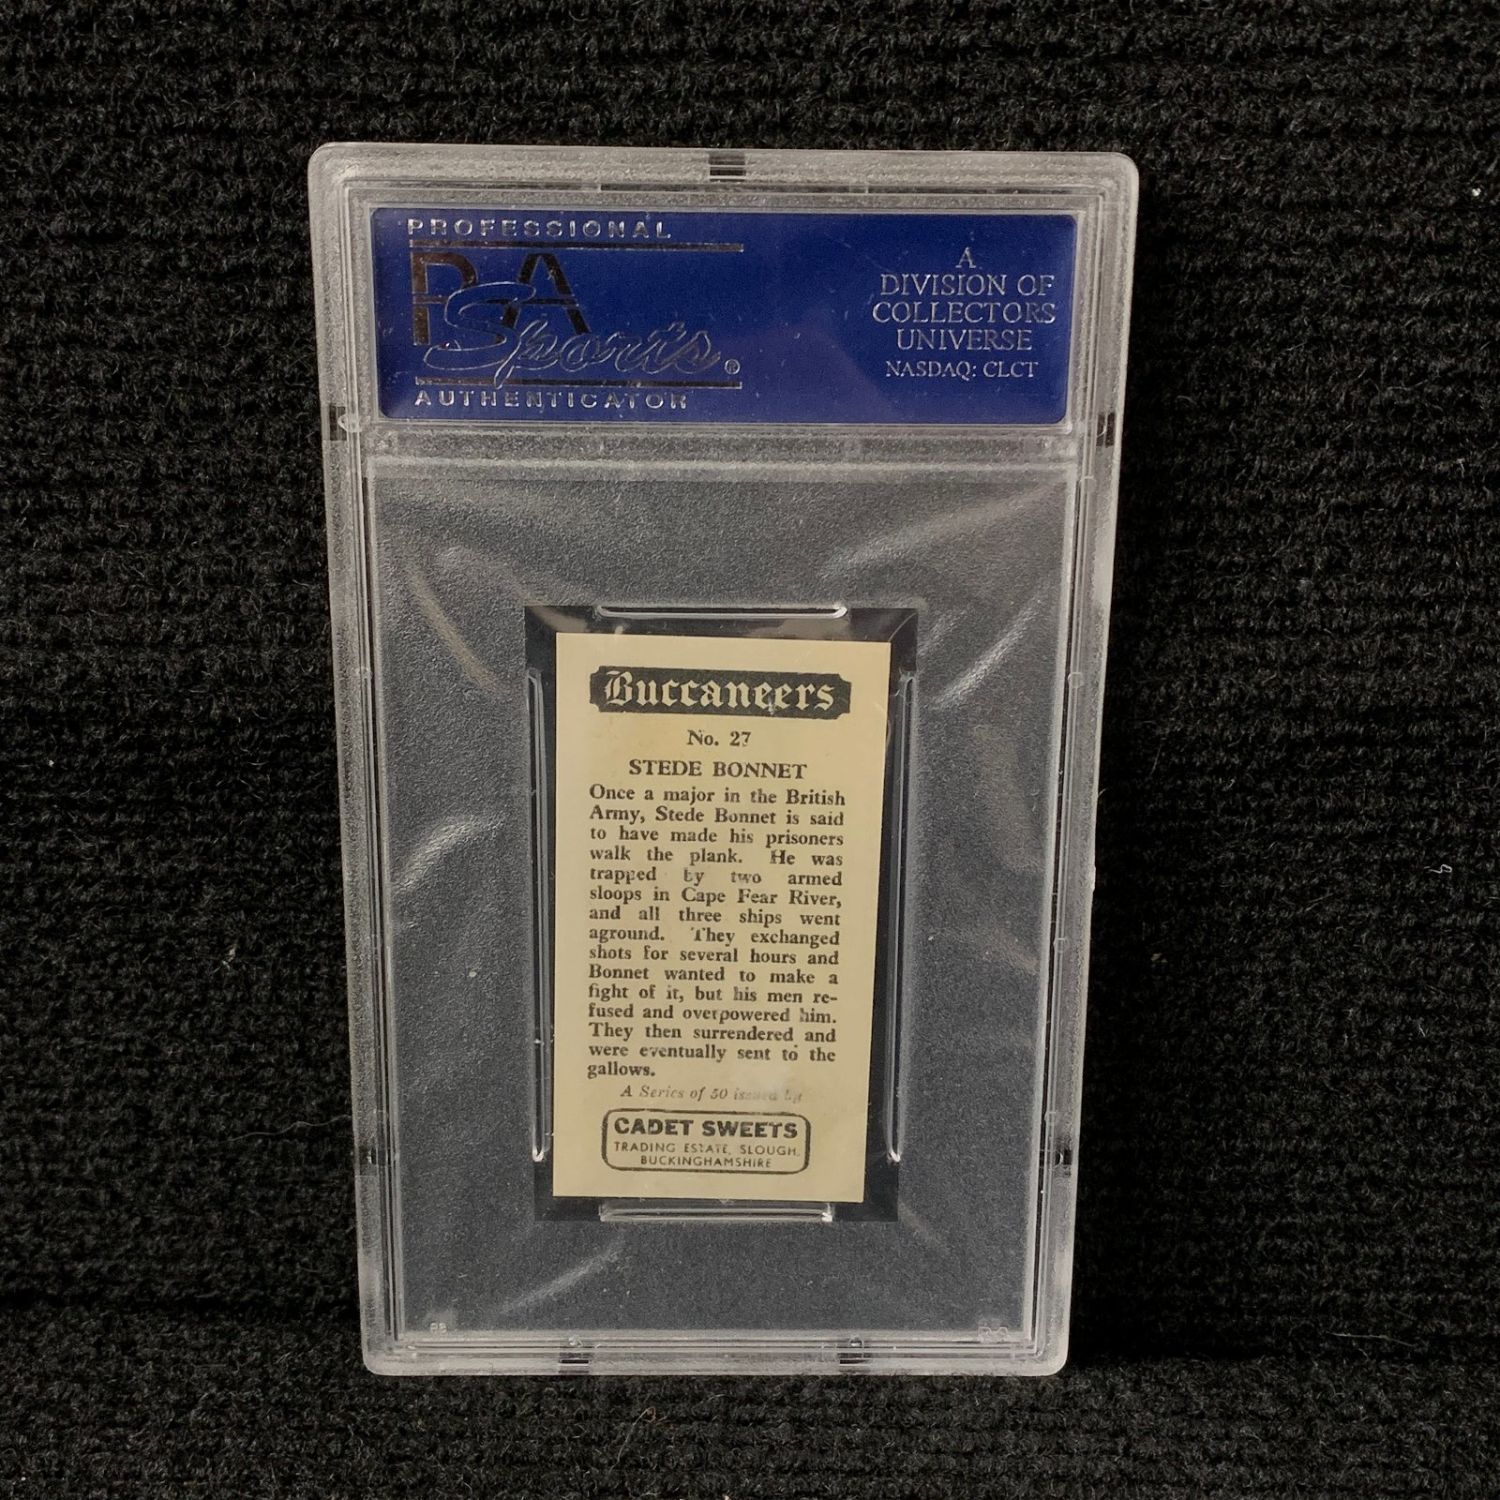 PROFESSIONAL
PSA
Sports®
AUTHENTICATOR
A
DIVISION OF
COLLECTORS
UNIVERSE
NASDAQ: CLCT
Buccaneers
No. 27
STEDE BONNET
Once a major in the British
Army, Stede Bonnet is said
to have made his prisoners
walk the plank. He was
trapped by two armed
sloops in Cape Fear River,
and all three ships went
aground. They exchanged
shots for several hours and
Bonnet wanted to make a
fight of it, but his men re-
fused and overpowered him.
They then surrendered and
were eventually sent to the
gallows.
A Series of 50 issued by
CADET SWEETS
TRADING ESTATE, SLOUGH,
BUCKINGHAMSHIRE